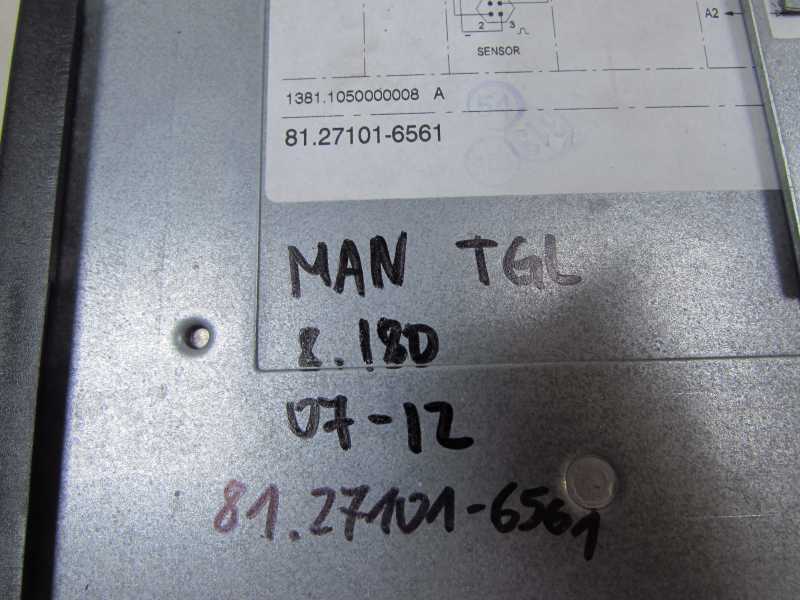 2 3
A2
SENSOR
1381.1050000008 A
81.27101-6561
MAN TGL
8.180
07-12
81.27101-6561